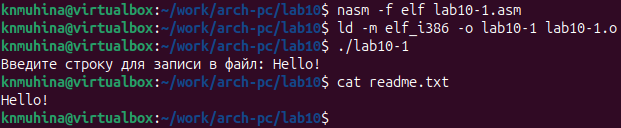 knmuhina@virtualbox:~/work/arch-pc/lab10$ nasm -f elf lab10-1.asm
knmuhina@virtualbox:~/work/arch-pc/lab10$ ld -m elf_i386 -o lab10-1 lab10-1.o
knmuhina@virtualbox:~/work/arch-pc/lab10$ ./lab10-1
Введите строку для записи в файл: Hello!
knmuhina@virtualbox:~/work/arch-pc/lab10$ cat readme.txt
Hello!
knmuhina@virtualbox:~/work/arch-pc/lab10$